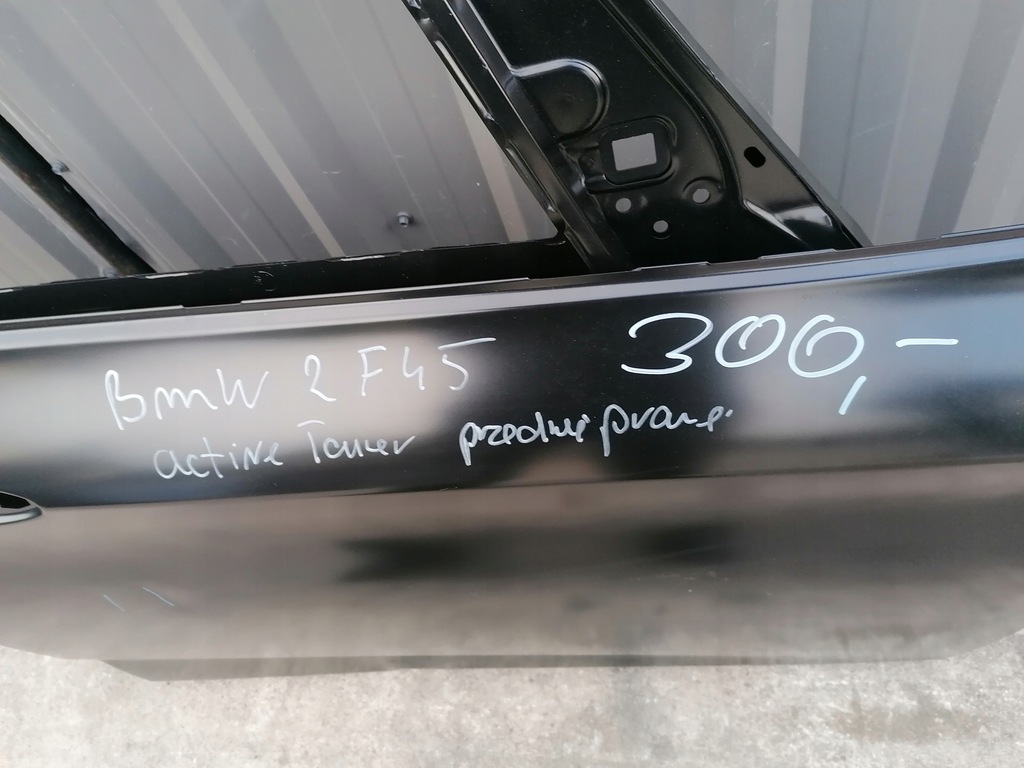 BMW 2 F45 300,-
active Tourer przednie prawe